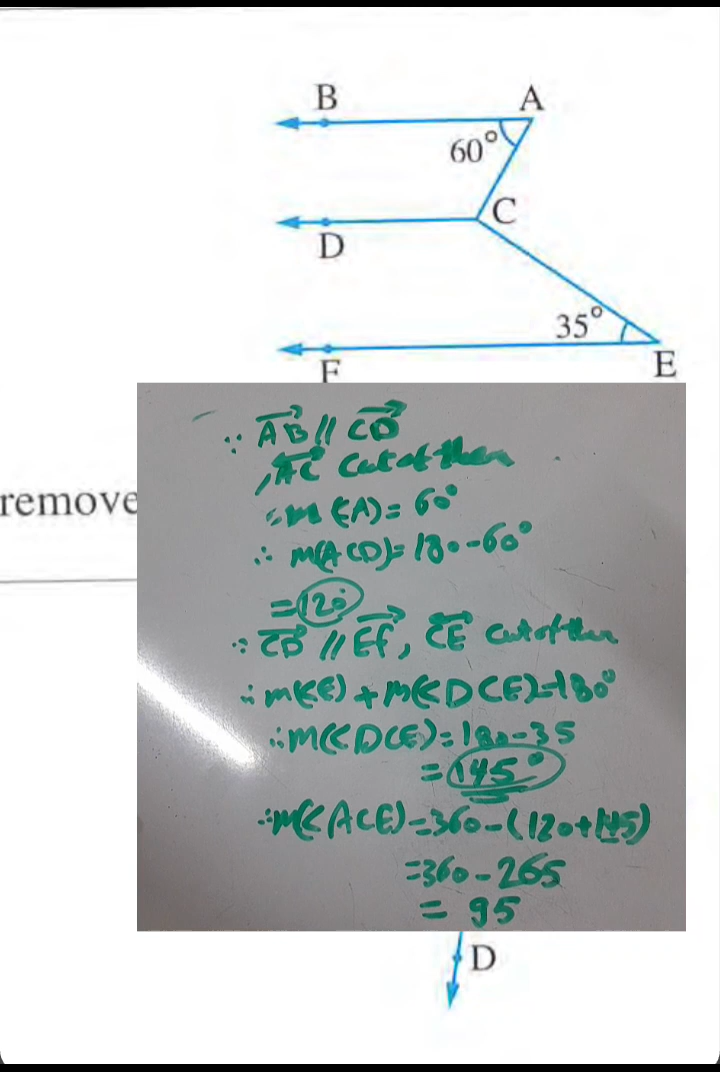 B A
60°
C
D
35°
F E
∵ AB // CD
, AC Cut of them
∵ m(∠A) = 60°
∴ m(ACD) = 180 - 60°
= 120°
∵ CD // EF, CE Cut of them
∴ m(∠E) + m(∠DCE) = 180°
∴ m(∠DCE) = 180 - 35
= 145°
∴ m(∠ACE) = 360 - (120 + 145)
= 360 - 265
= 95
remove
D